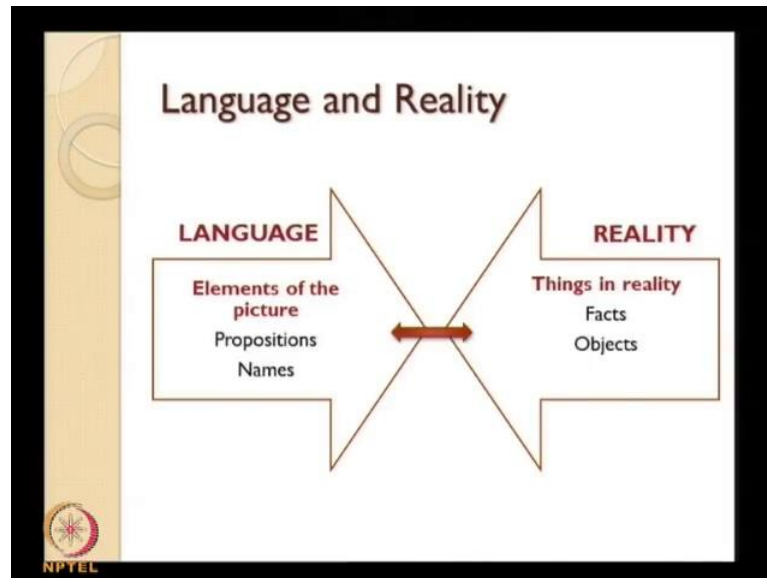 Language and Reality
LANGUAGE
Elements of the
picture
Propositions
Names
REALITY
Things in reality
Facts
Objects
NPTEL